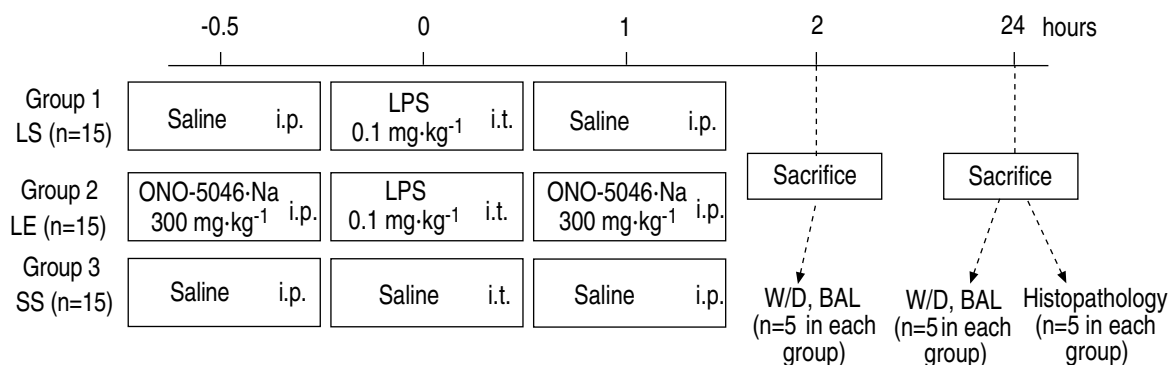 -0.5 0 1 2 24 hours
Group 1
LS (n=15)
Saline i.p.
LPS
0.1 mg·kg⁻¹ i.t.
Saline i.p.
Group 2
LE (n=15)
ONO-5046·Na
300 mg·kg⁻¹ i.p.
LPS
0.1 mg·kg⁻¹ i.t.
ONO-5046·Na
300 mg·kg⁻¹ i.p.
Group 3
SS (n=15)
Saline i.p.
Saline i.t.
Saline i.p.
Sacrifice
Sacrifice
W/D, BAL
(n=5 in each
group)
W/D, BAL
(n=5 in each
group)
Histopathology
(n=5 in each
group)